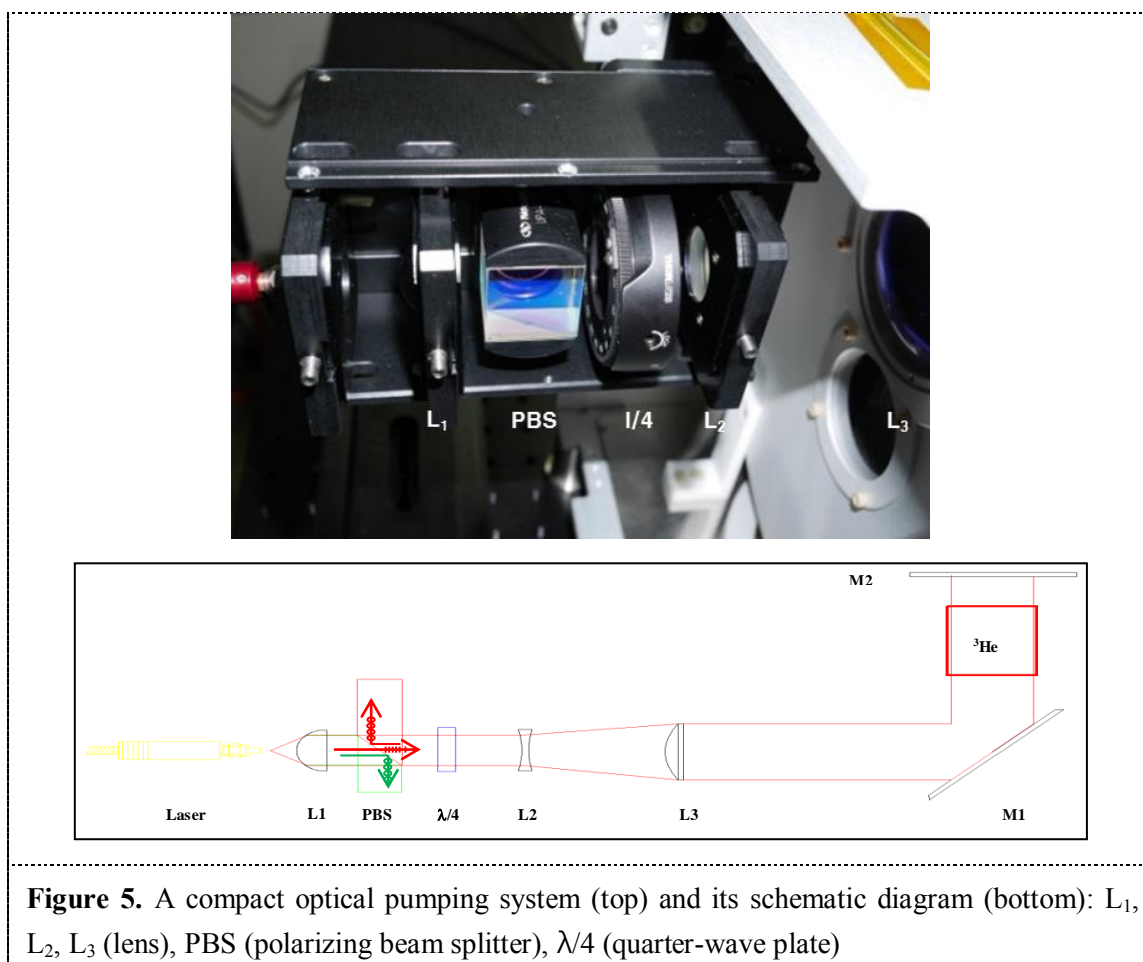 L₁ PBS l/4 L₂ L₃
M2
³He
Laser L1 PBS λ/4 L2 L3 M1
Figure 5. A compact optical pumping system (top) and its schematic diagram (bottom): L₁,
L₂, L₃ (lens), PBS (polarizing beam splitter), λ/4 (quarter-wave plate)